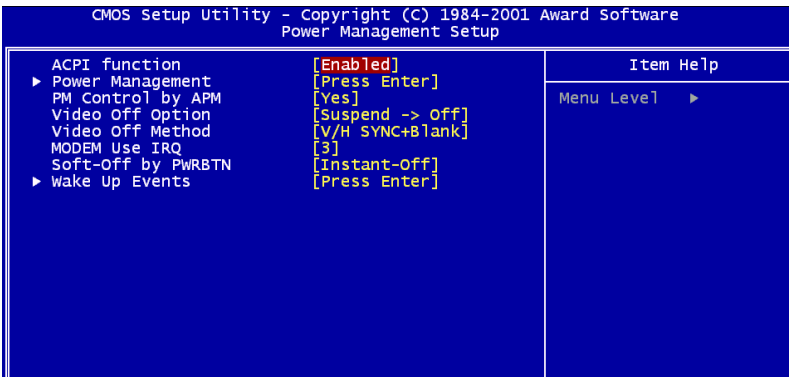 CMOS Setup Utility - Copyright (C) 1984-2001 Award Software
Power Management Setup
ACPI function [Enabled]
▶ Power Management [Press Enter]
PM Control by APM [Yes]
Video Off Option [Suspend -> Off]
Video Off Method [V/H SYNC+Blank]
MODEM Use IRQ [3]
Soft-Off by PWRBTN [Instant-Off]
▶ Wake Up Events [Press Enter]
Item Help
Menu Level ▶